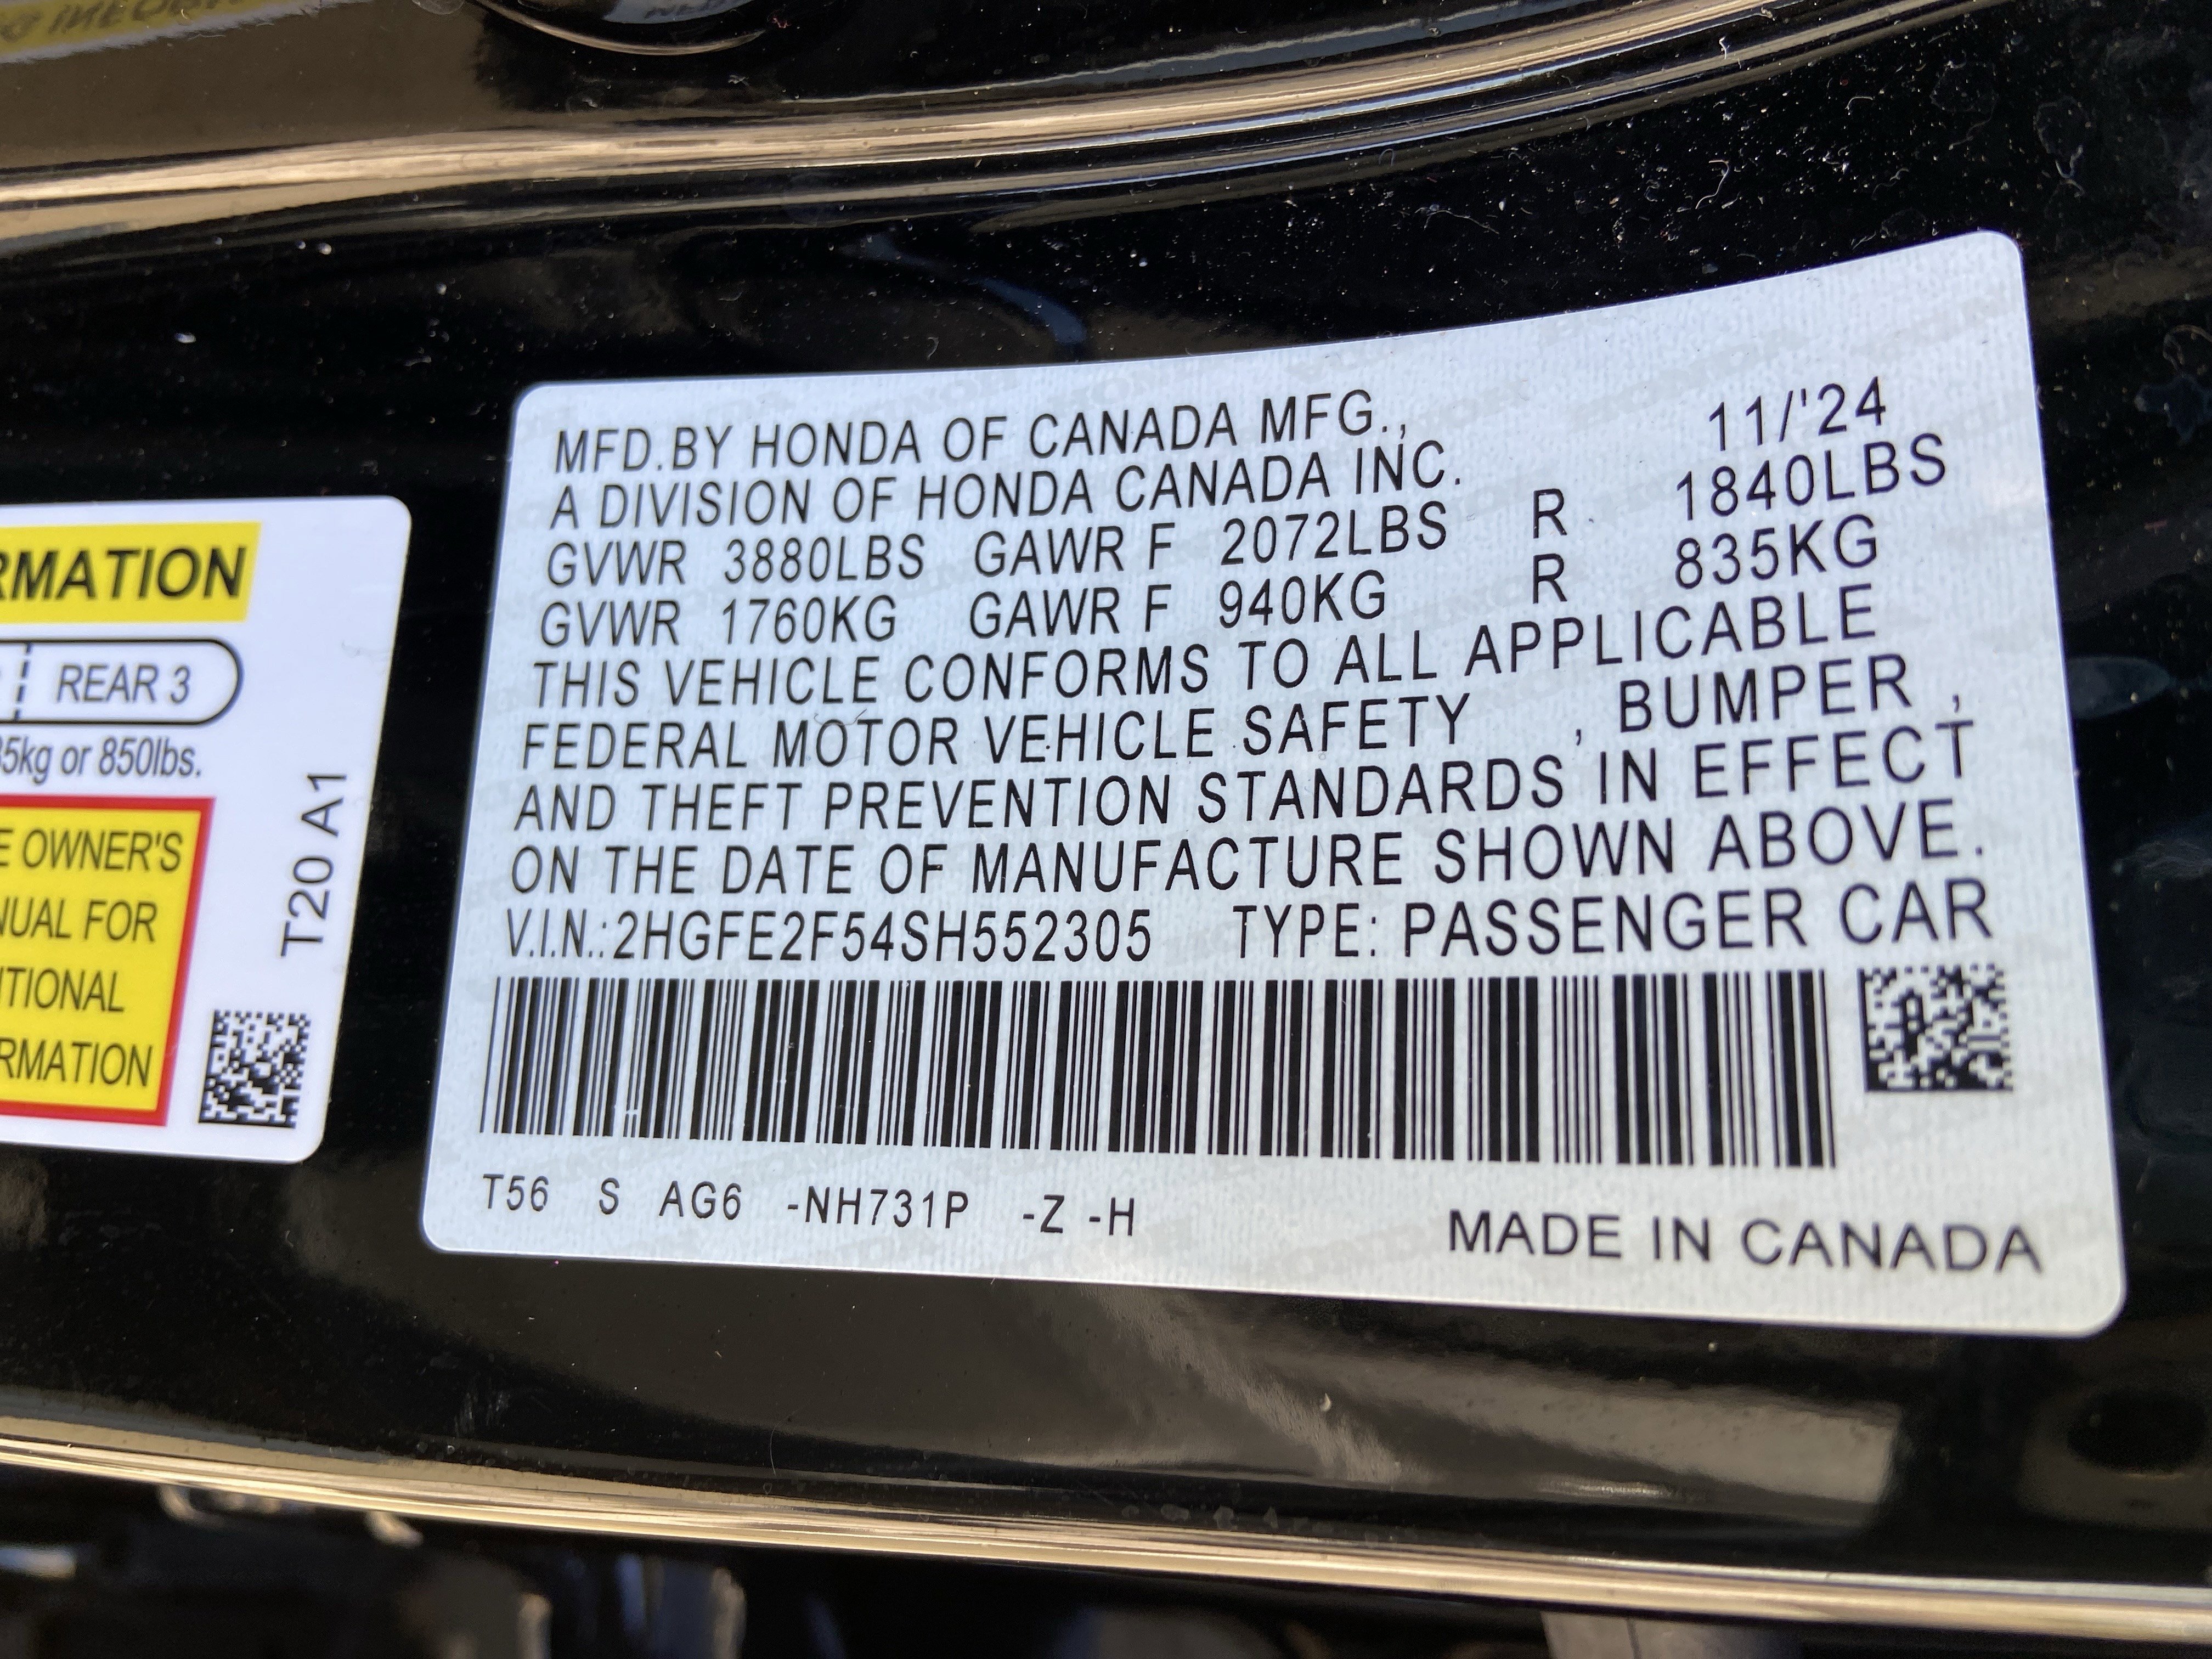 RMATION
REAR 3
5kg or 850lbs.
E OWNER'S
NUAL FOR
ITIONAL
RMATION
T20 A1
MFD.BY HONDA OF CANADA MFG., 11/'24
A DIVISION OF HONDA CANADA INC.
GVWR 3880LBS GAWR F 2072LBS R 1840LBS
GVWR 1760KG GAWR F 940KG R 835KG
THIS VEHICLE CONFORMS TO ALL APPLICABLE
FEDERAL MOTOR VEHICLE SAFETY , BUMPER ,
AND THEFT PREVENTION STANDARDS IN EFFECT
ON THE DATE OF MANUFACTURE SHOWN ABOVE.
V.I.N.:2HGFE2F54SH552305 TYPE: PASSENGER CAR
T56 S AG6 -NH731P -Z -H
MADE IN CANADA